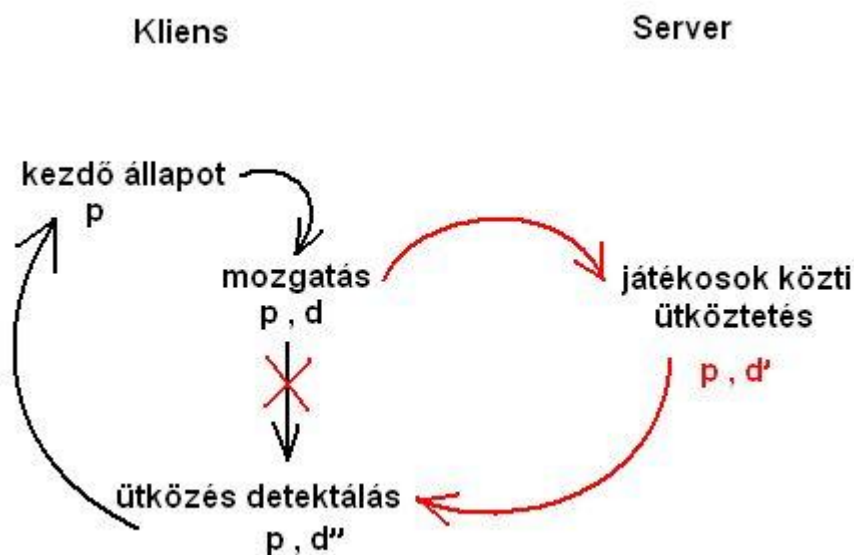 Kliens
Server
kezdő állapot
p
mozgatás
p , d
játékosok közti
ütköztetés
p , d'
ütközés detektálás
p , d"